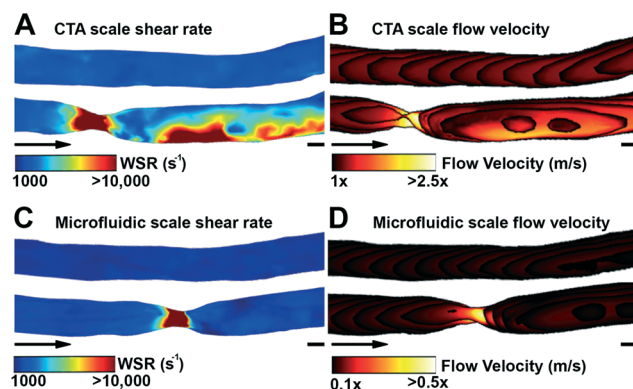 A CTA scale shear rate
B CTA scale flow velocity
WSR (s⁻¹)
1000 >10,000
Flow Velocity (m/s)
1x >2.5x
C Microfluidic scale shear rate
D Microfluidic scale flow velocity
WSR (s⁻¹)
1000 >10,000
Flow Velocity (m/s)
0.1x >0.5x